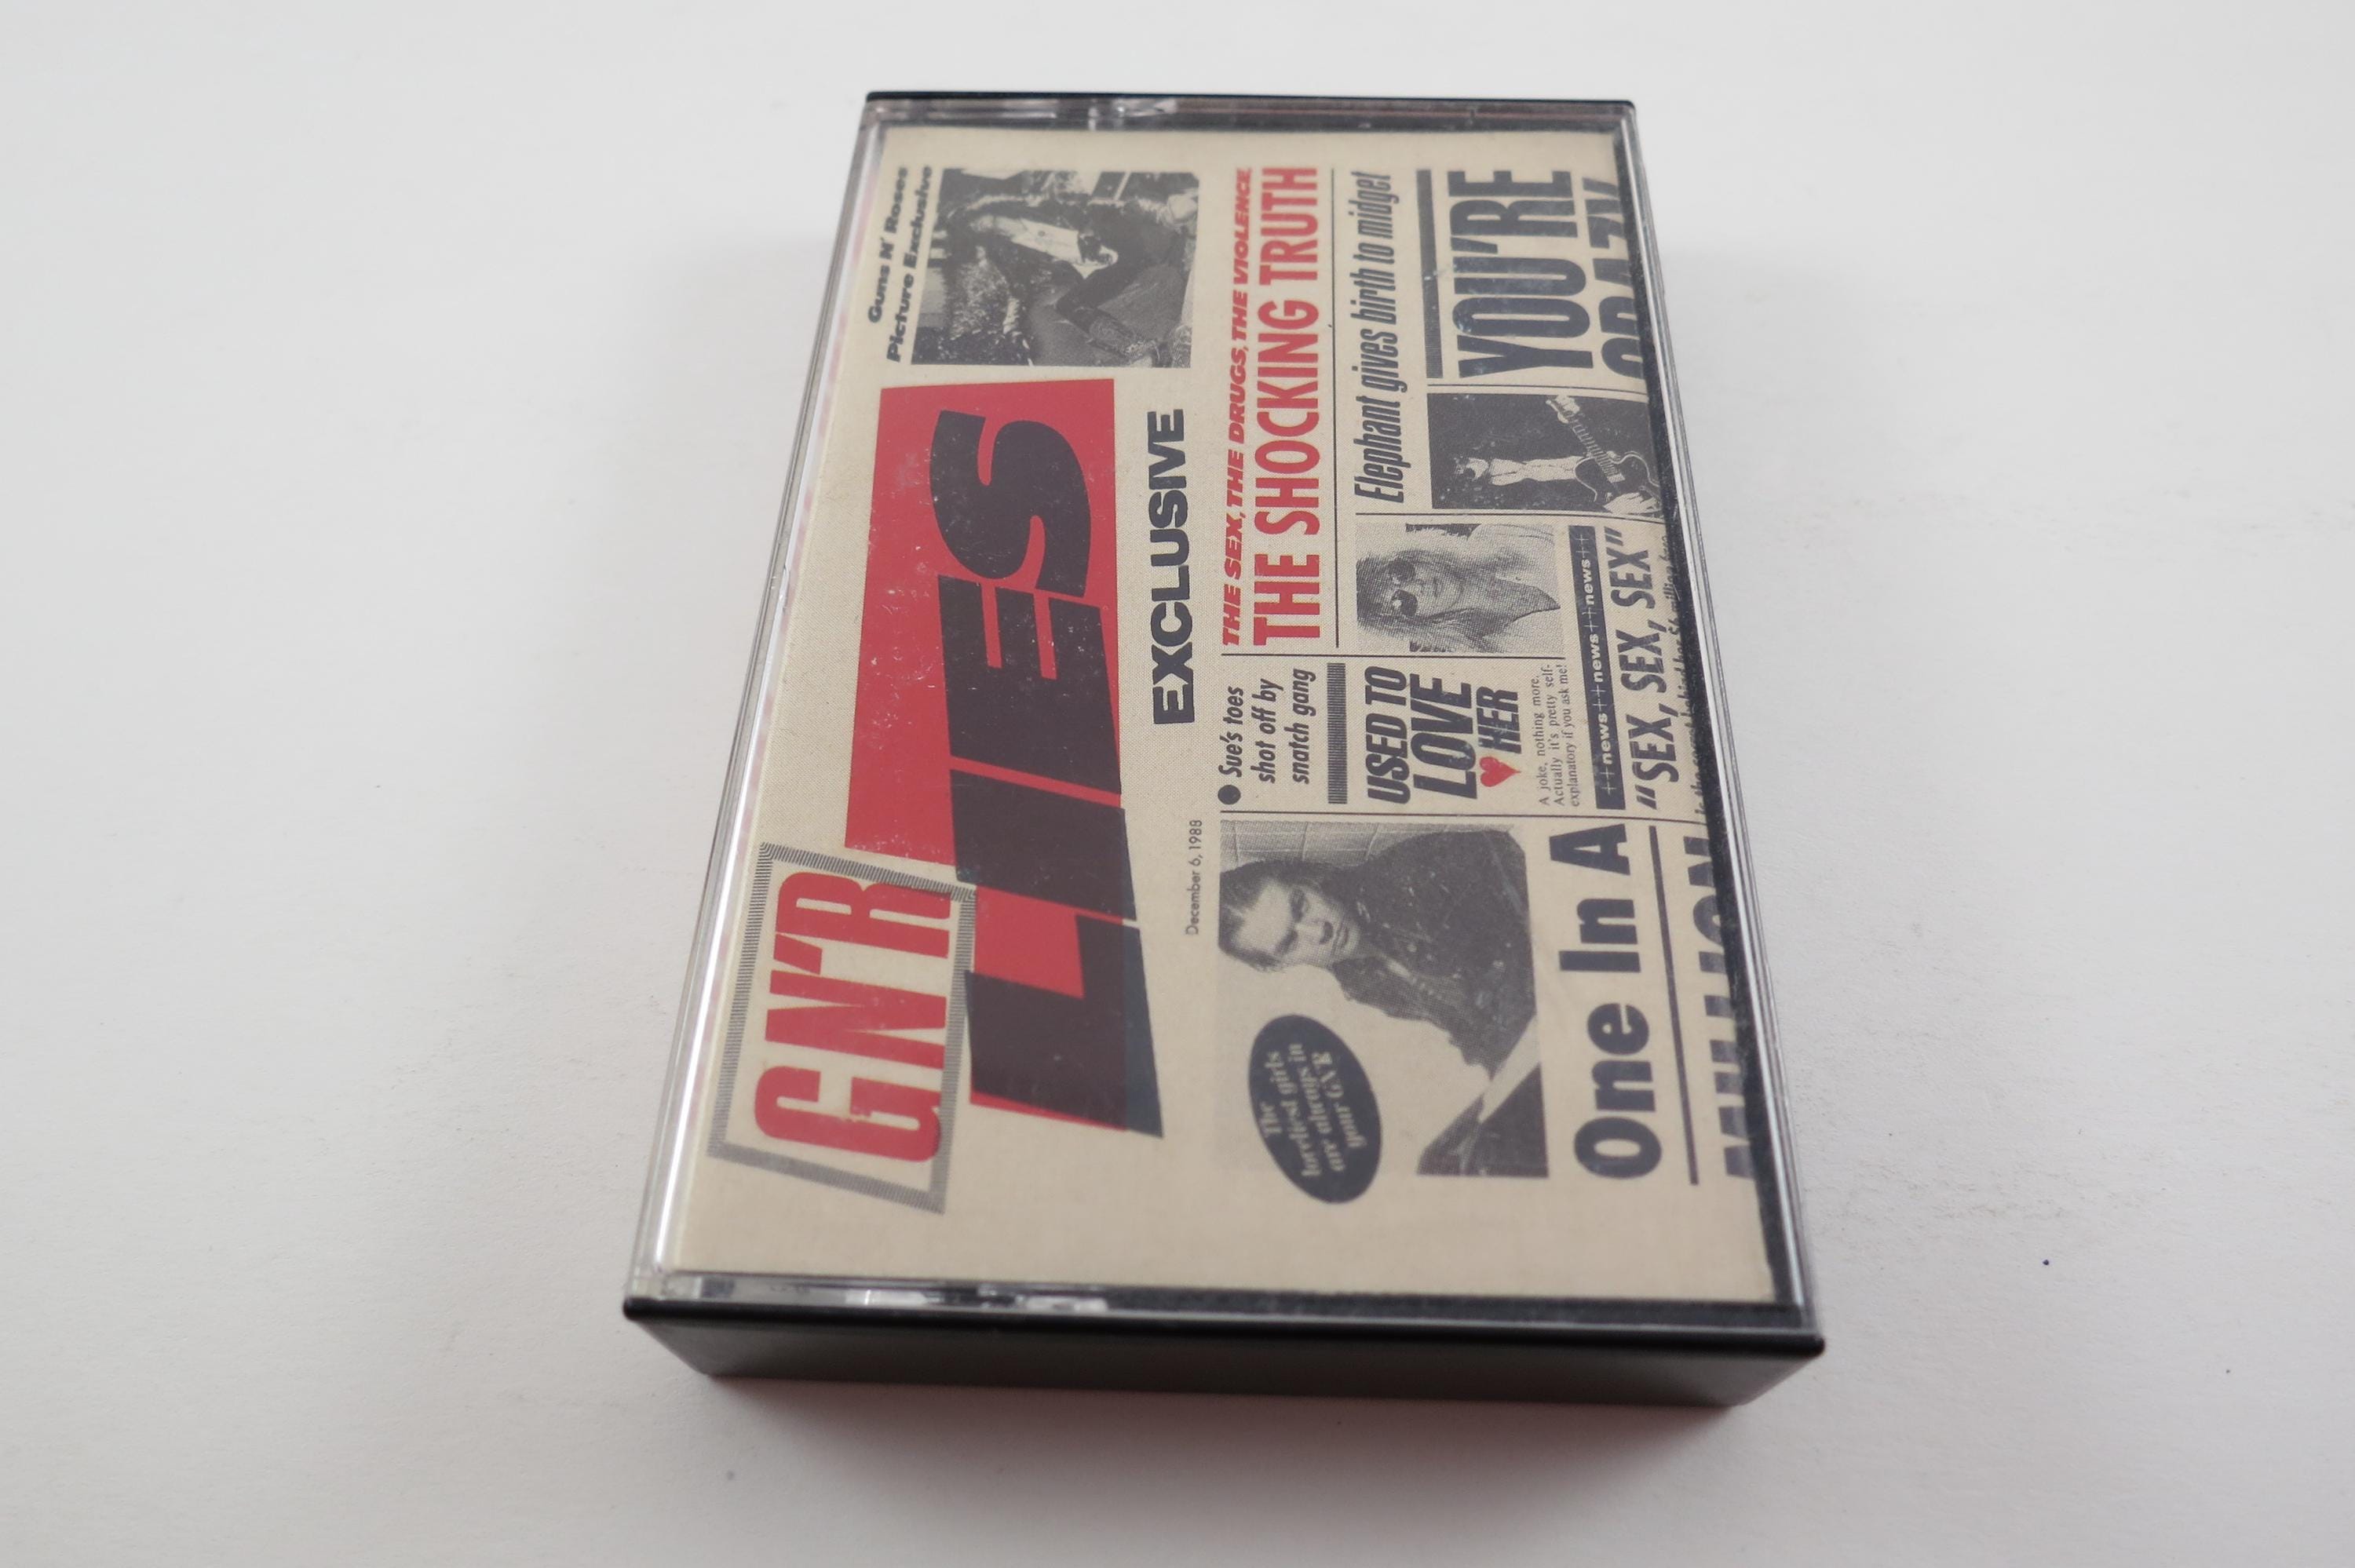 GN'R
LIES
Guns N' Roses
Picture Exclusive
EXCLUSIVE
December 6, 1988
THE SEX, THE DRUGS, THE VIOLENCE,
THE SHOCKING TRUTH
● Sue's toes
shot off by
snatch gang
Elephant gives birth to midget
The
loveliest girls
are always in
your GN'R
USED TO
LOVE
HER
A joke, nothing more.
Actually it's pretty self-
explanatory if you ask me!
YOU'RE
CRAZY
++news++news++news++
"SEX, SEX, SEX"
One In A
MILLION